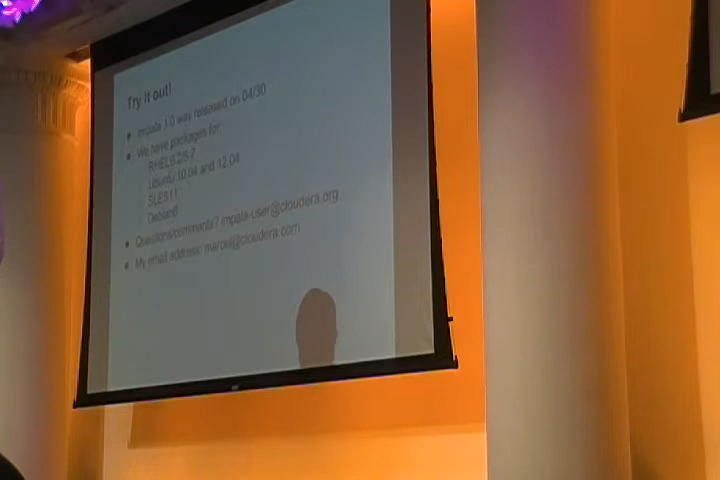 Try it out!
Impala 1.0 was released on 04/30
We have packages for:
RHEL6.2/5.7
Ubuntu 10.04 and 12.04
SLES11
Debian6
Questions/comments? impala-user@cloudera.org
My email address: marcel@cloudera.com